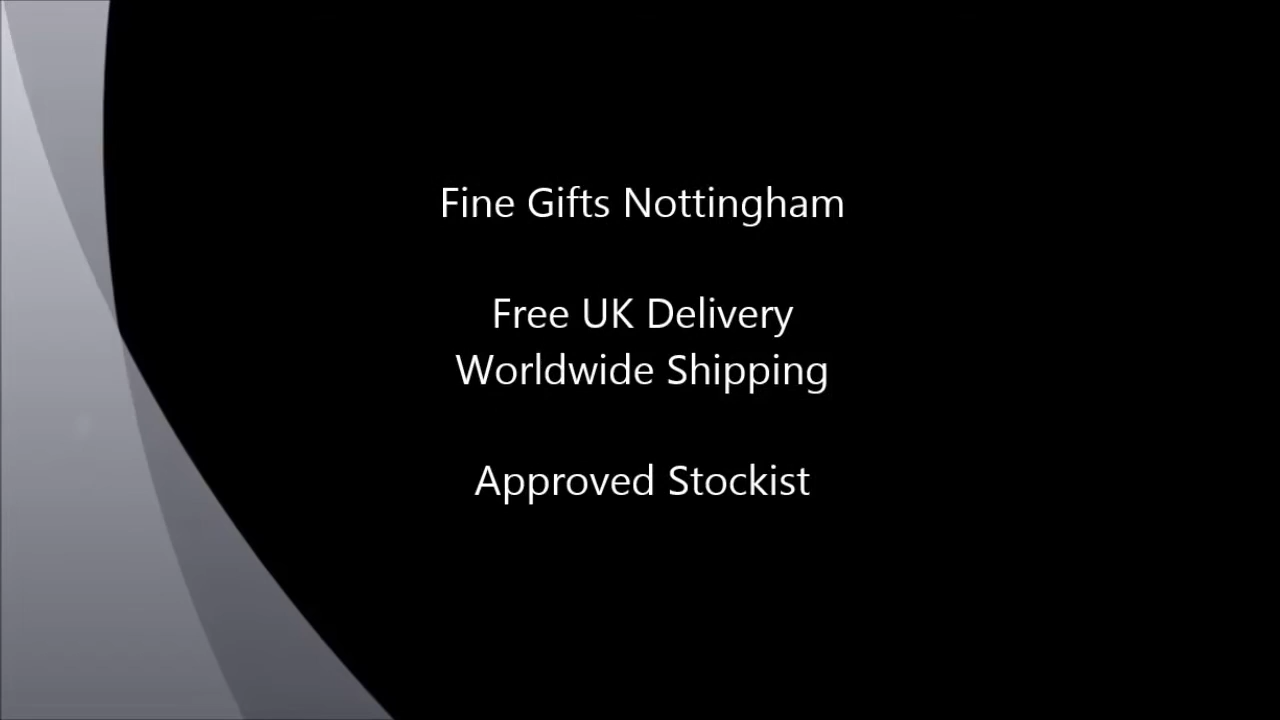 Fine Gifts Nottingham
Free UK Delivery
Worldwide Shipping
Approved Stockist